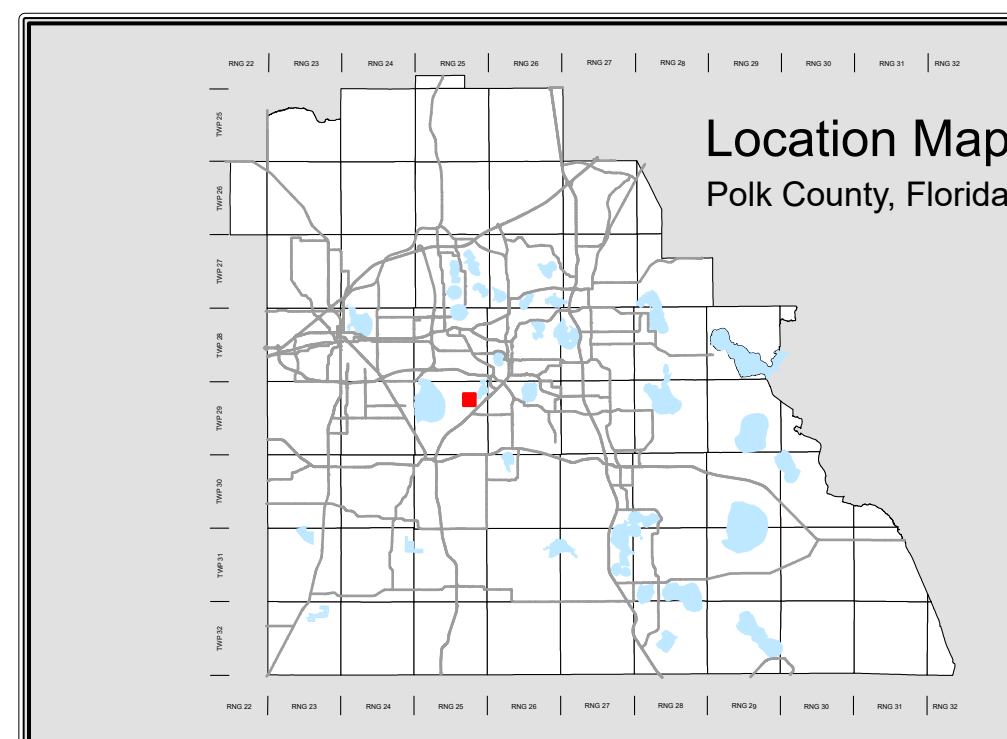 RNG 22 RNG 23 RNG 24 RNG 25 RNG 26 RNG 27 RNG 28 RNG 29 RNG 30 RNG 31 RNG 32
Location Map
Polk County, Florida
TWP 25
TWP 26
TWP 27
TWP 28
TWP 29
TWP 30
TWP 31
TWP 32
RNG 22 RNG 23 RNG 24 RNG 25 RNG 26 RNG 27 RNG 28 RNG 29 RNG 30 RNG 31 RNG 32